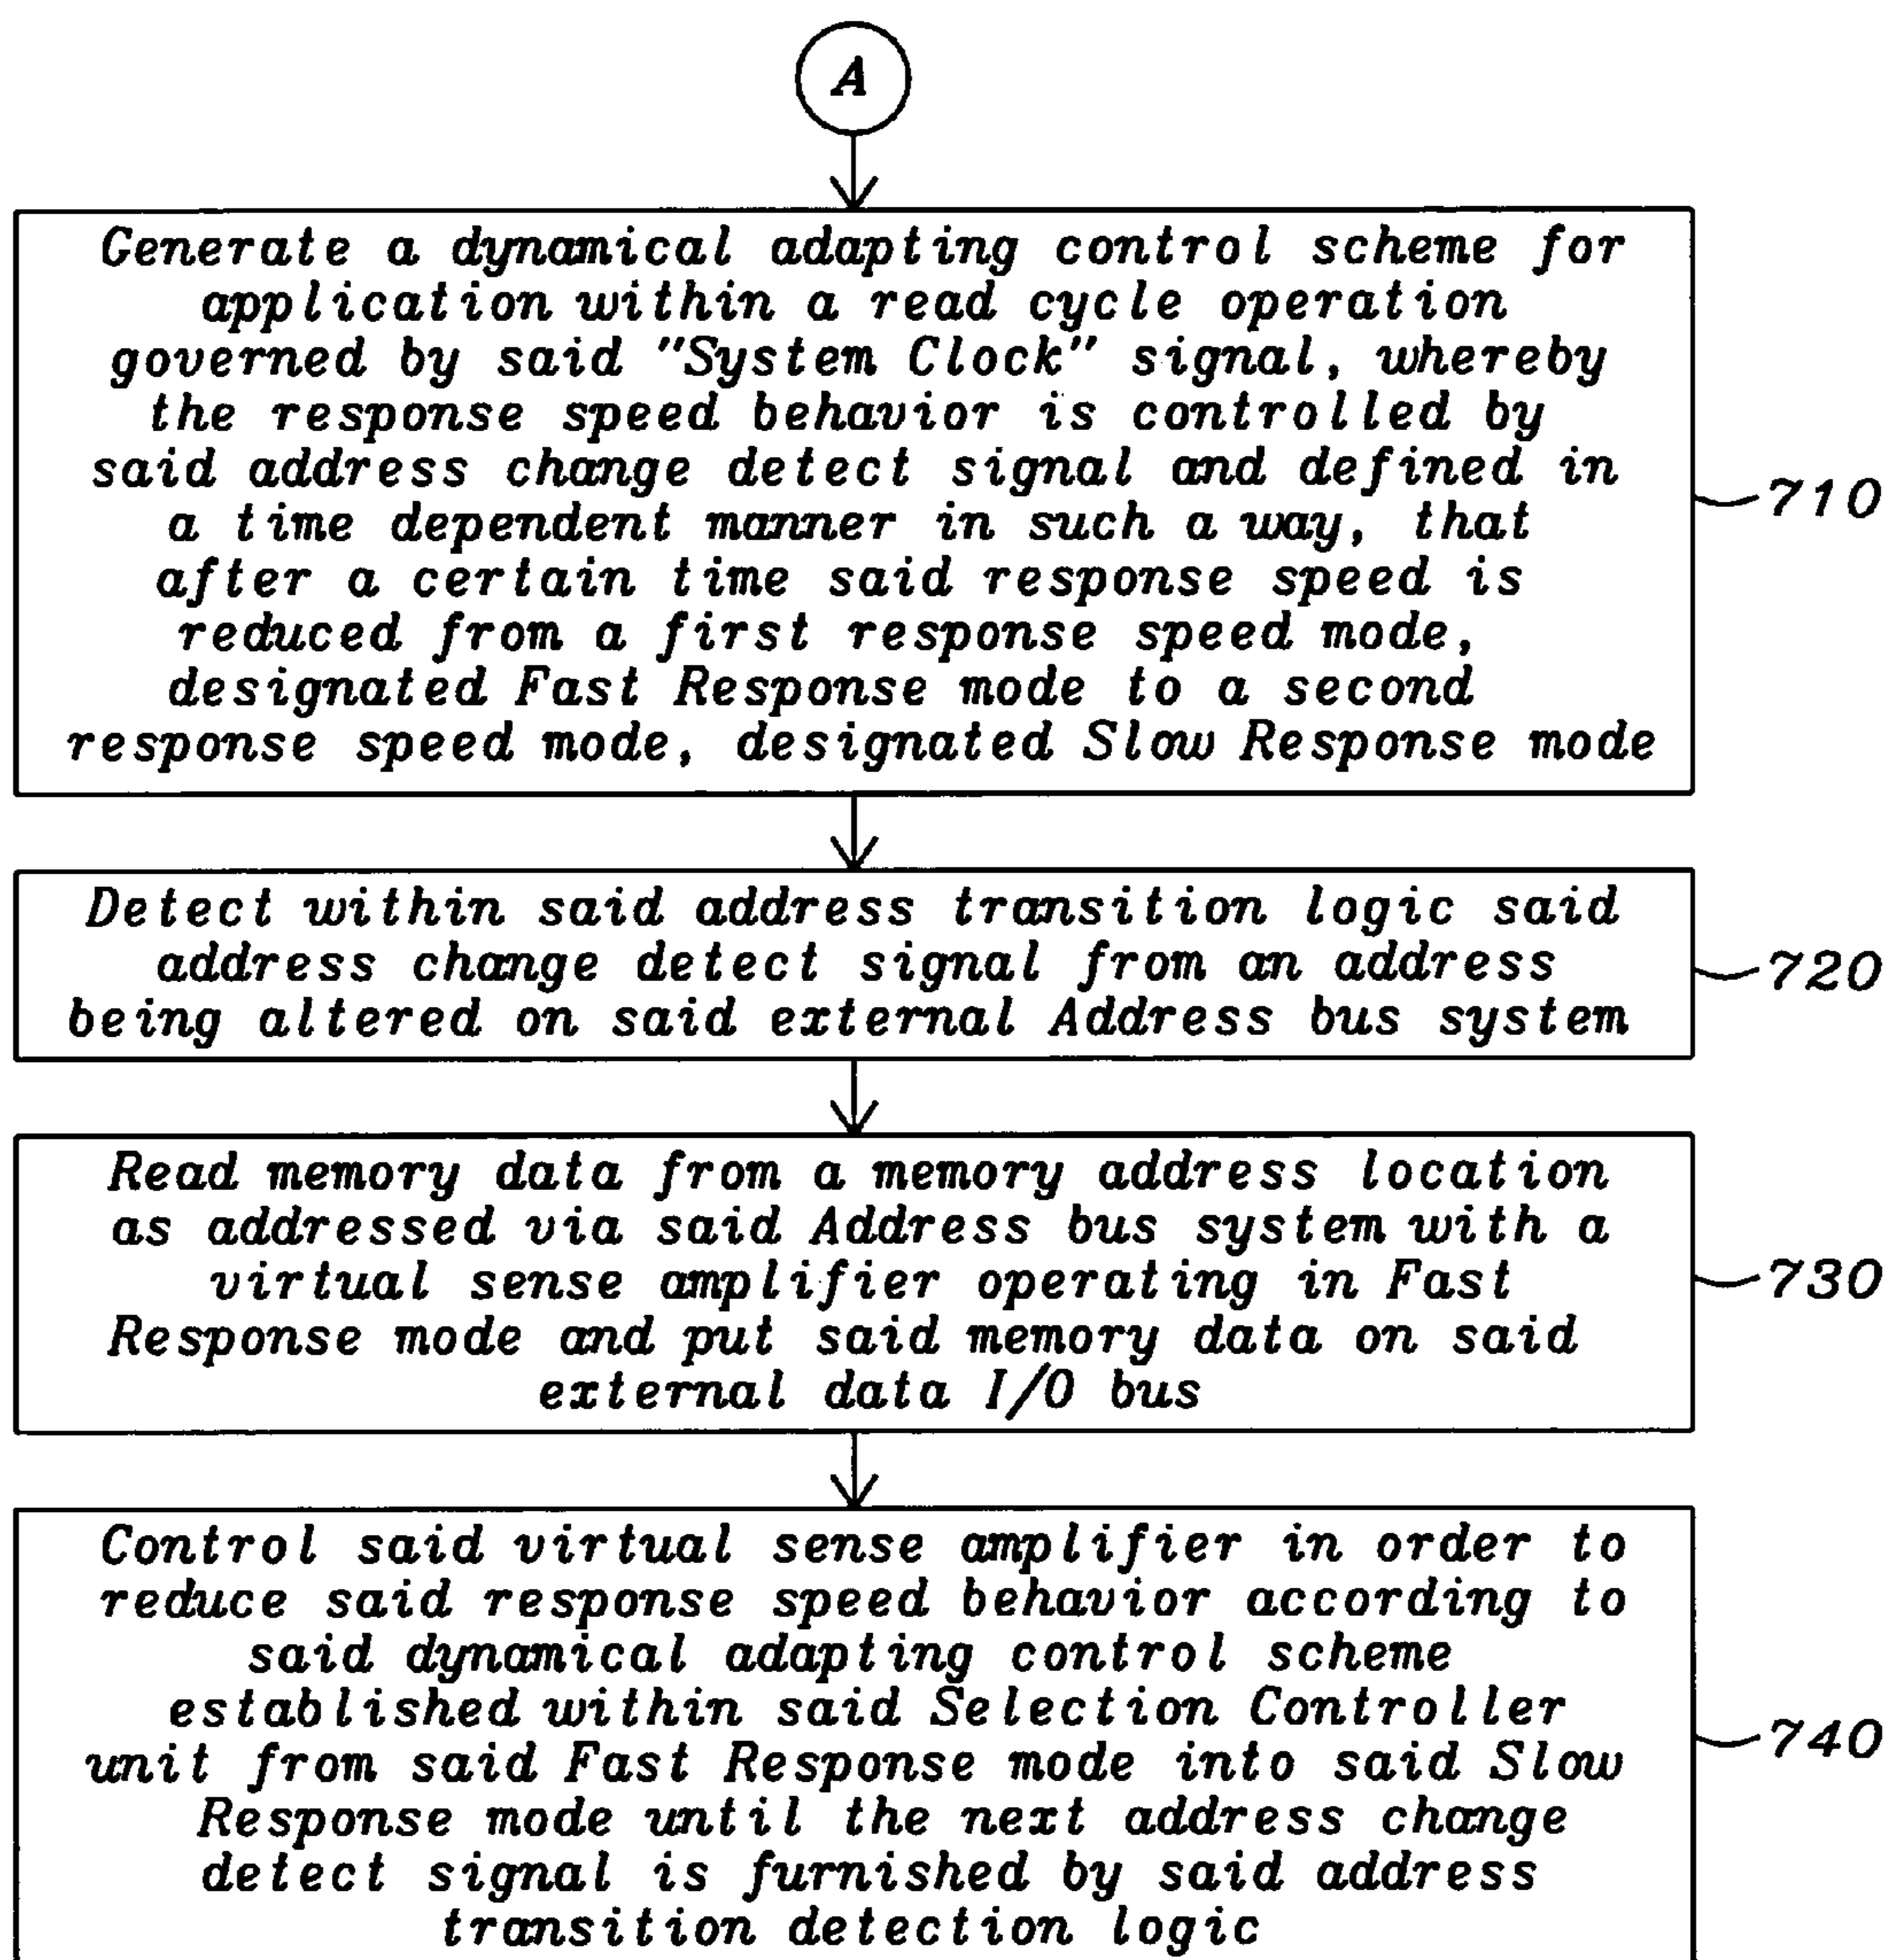 A
Generate a dynamical adapting control scheme for
application within a read cycle operation
governed by said "System Clock" signal, whereby
the response speed behavior is controlled by
said address change detect signal and defined in
a time dependent manner in such a way, that
after a certain time said response speed is
reduced from a first response speed mode,
designated Fast Response mode to a second
response speed mode, designated Slow Response mode
710
Detect within said address transition logic said
address change detect signal from an address
being altered on said external Address bus system
720
Read memory data from a memory address location
as addressed via said Address bus system with a
virtual sense amplifier operating in Fast
Response mode and put said memory data on said
external data I/O bus
730
Control said virtual sense amplifier in order to
reduce said response speed behavior according to
said dynamical adapting control scheme
established within said Selection Controller
unit from said Fast Response mode into said Slow
Response mode until the next address change
detect signal is furnished by said address
transition detection logic
740